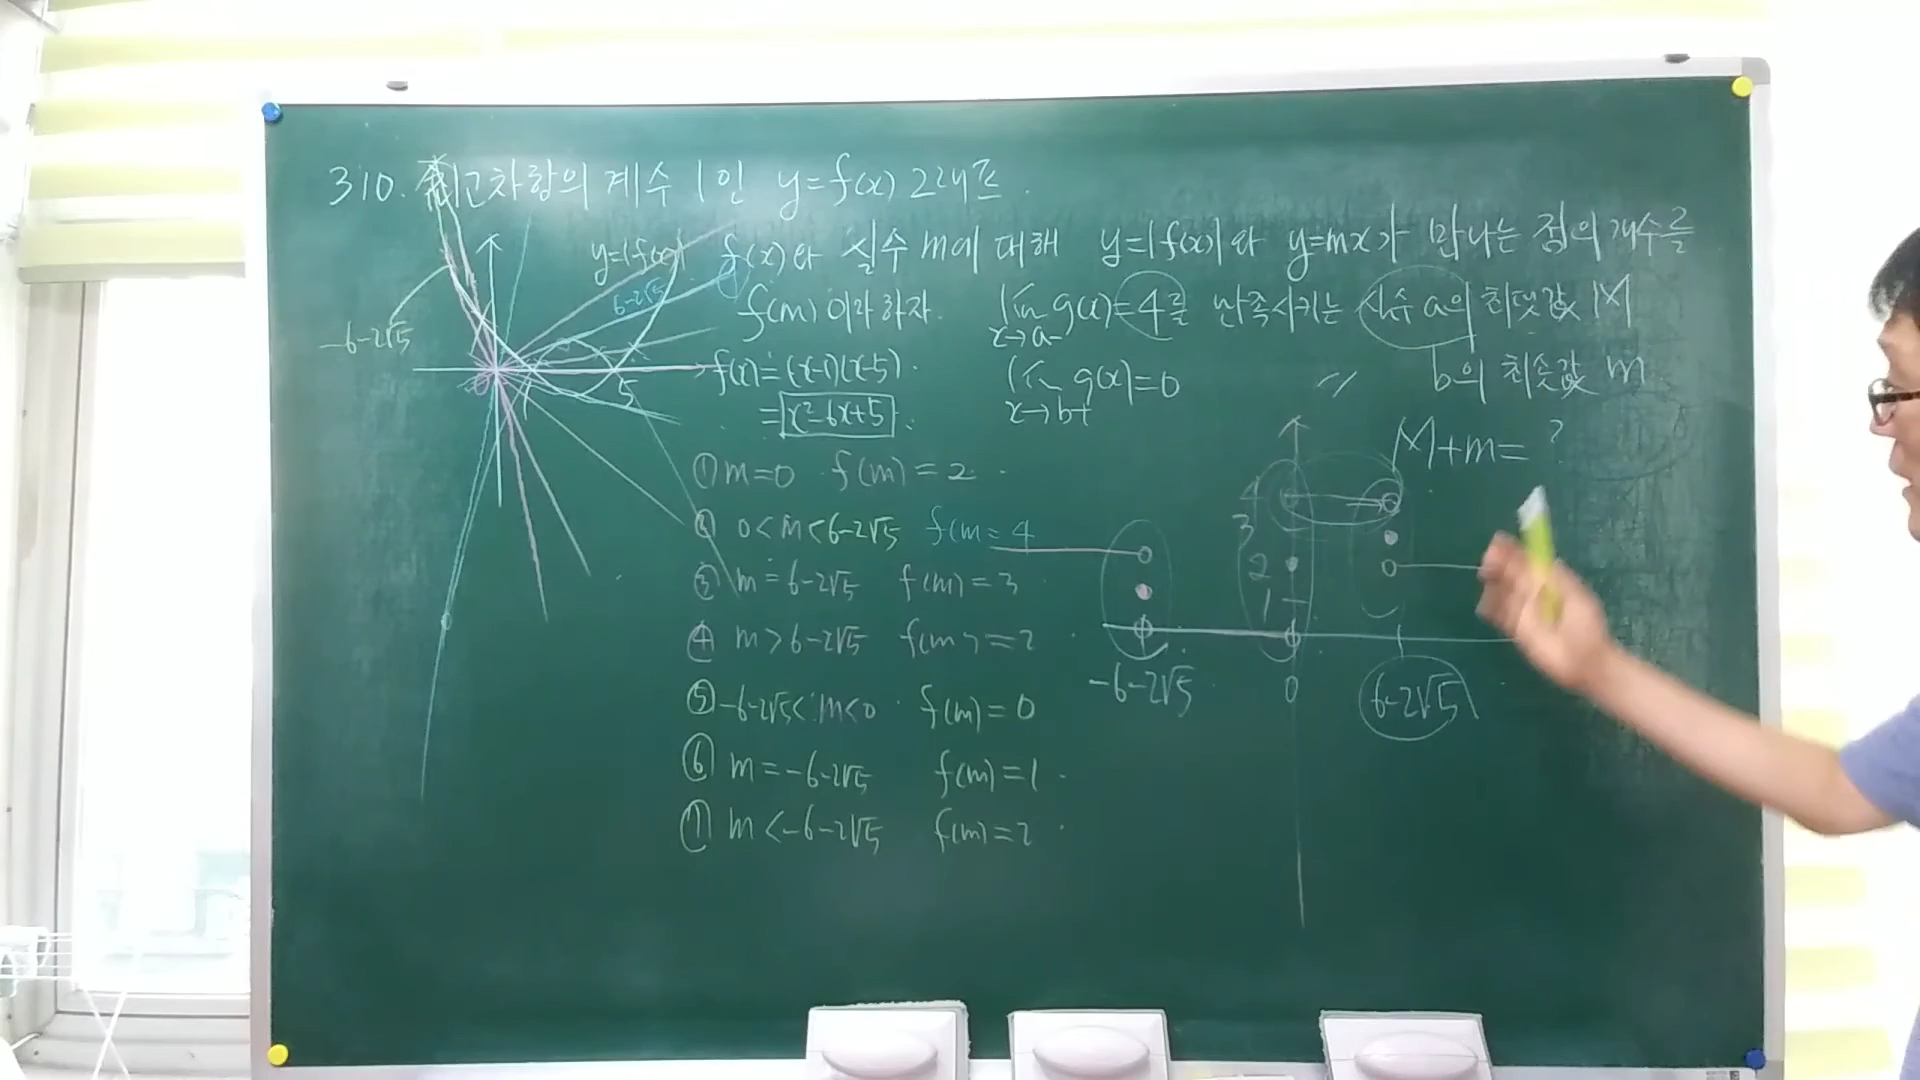 310. 최고차항의 계수 1인 y=f(x) 그래프.
y=|f(x)| f(x)와 실수 m에 대해 y=|f(x)|와 y=mx가 만나는 점의 개수를
f(m)이라하자. lim x→a- g(x)=4를 만족시키는 실수 a의 최댓값 M
f(x)=(x-1)(x-5). lim x→b+ g(x)=0 〃 b의 최솟값 m
=x²-6x+5.
M+m=?
-6-2√5
6-2√5
5
① m=0 f(m)=2.
② 0<m<6-2√5 f(m=4
③ m=6-2√5 f(m)=3
④ m>6-2√5 f(m)=2
⑤ -6-2√5<m<0 f(m)=0
⑥ m=-6-2√5 f(m)=1
⑦ m<-6-2√5 f(m)=2
4
3
2
1
-6-2√5 0 6-2√5